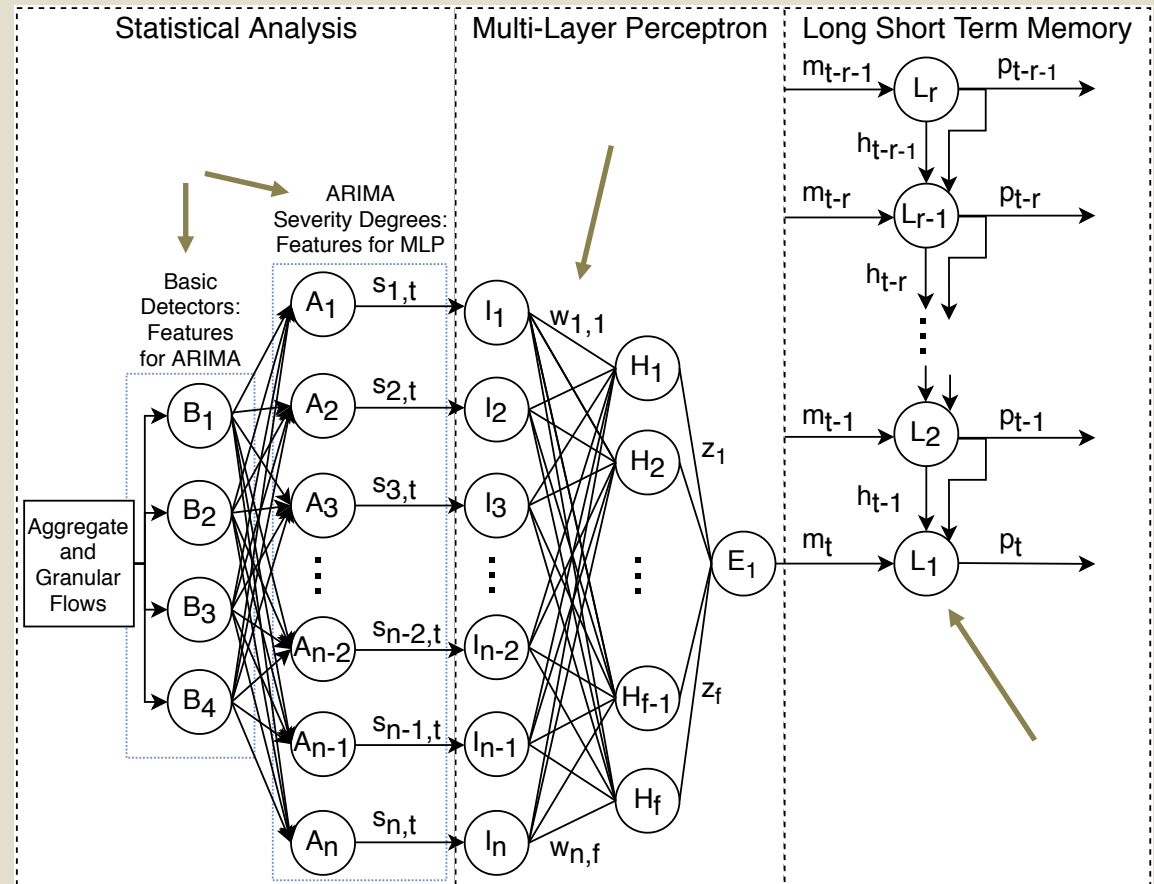 Statistical Analysis
Multi-Layer Perceptron
Long Short Term Memory
Aggregate
and
Granular
Flows
Basic
Detectors:
Features
for ARIMA
B1
B2
B3
B4
ARIMA
Severity Degrees:
Features for MLP
A1
A2
A3
An-2
An-1
An
s1,t
s2,t
s3,t
sn-2,t
sn-1,t
sn,t
I1
I2
I3
In-2
In-1
In
w1,1
wn,f
H1
H2
Hf-1
Hf
z1
zf
E1
mt-r-1
Lr
pt-r-1
ht-r-1
mt-r
Lr-1
pt-r
ht-r
mt-1
L2
pt-1
ht-1
mt
L1
pt